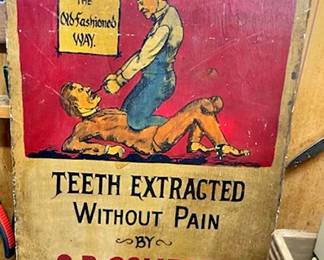 THE
Old-fashioned
WAY.
TEETH EXTRACTED
WITHOUT PAIN
BY